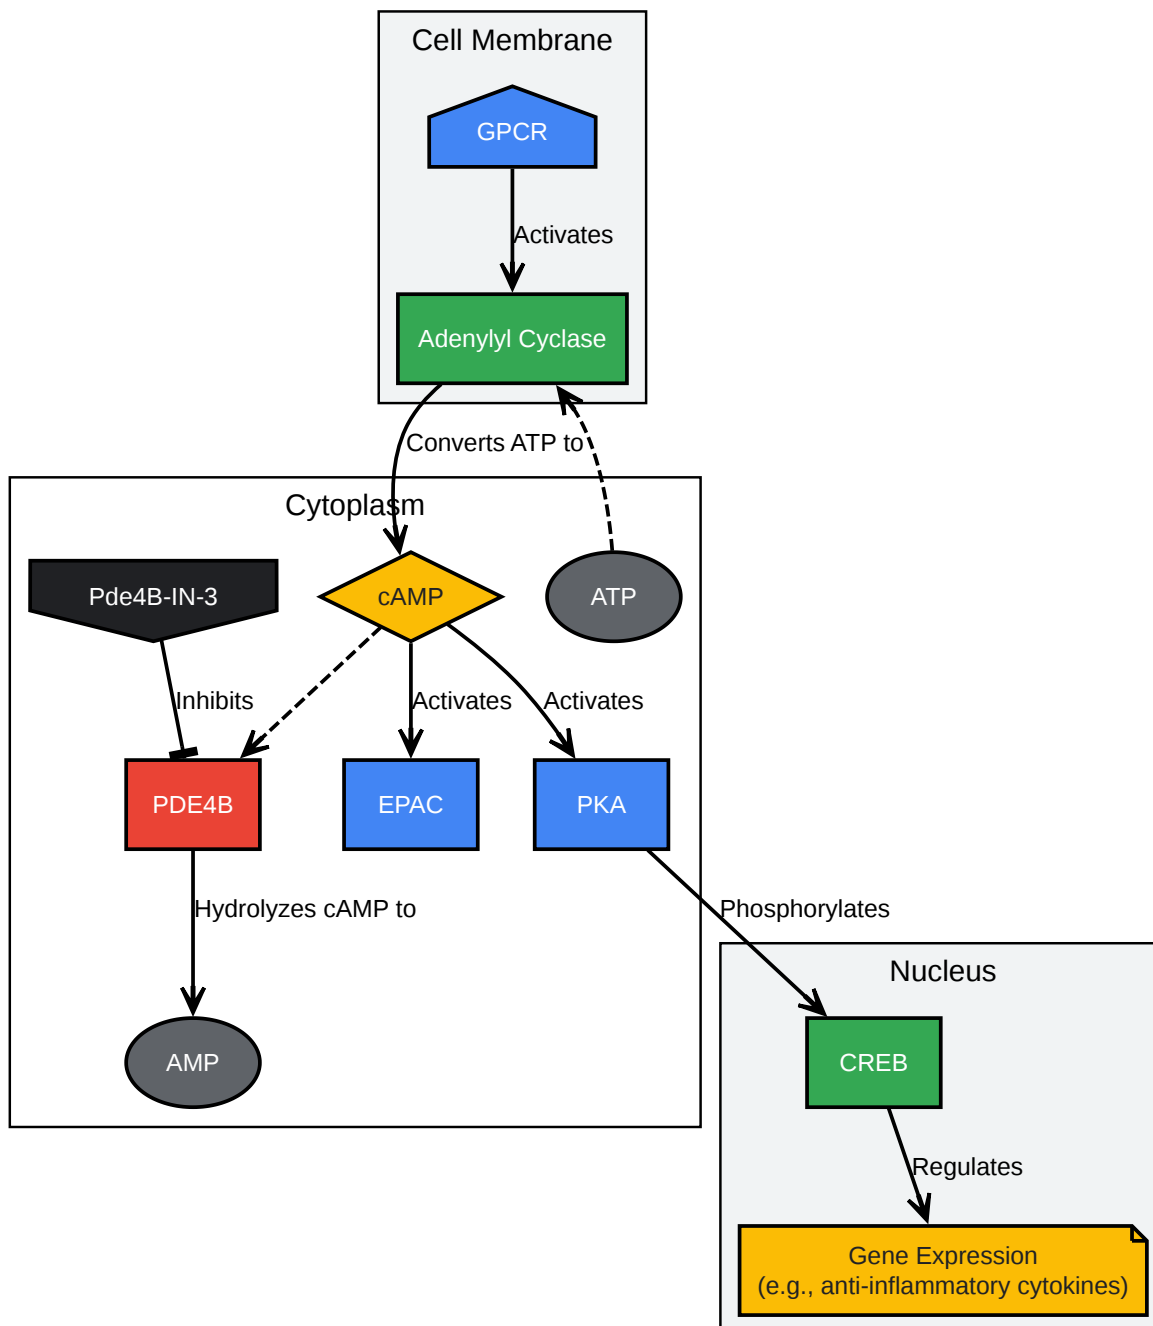 Cell Membrane
GPCR
Activates
Adenylyl Cyclase
Converts ATP to
Cytoplasm
Pde4B-IN-3
cAMP
ATP
Inhibits
Activates
Activates
PDE4B
EPAC
PKA
Hydrolyzes cAMP to
Phosphorylates
Nucleus
AMP
CREB
Regulates
Gene Expression
(e.g., anti-inflammatory cytokines)